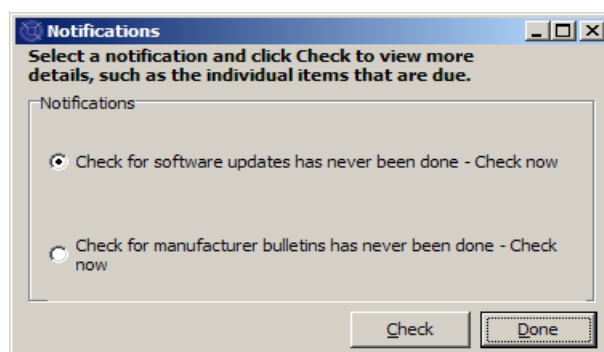 Notifications
Select a notification and click Check to view more
details, such as the individual items that are due.
Notifications
Check for software updates has never been done - Check now
Check for manufacturer bulletins has never been done - Check
now
Check
Done